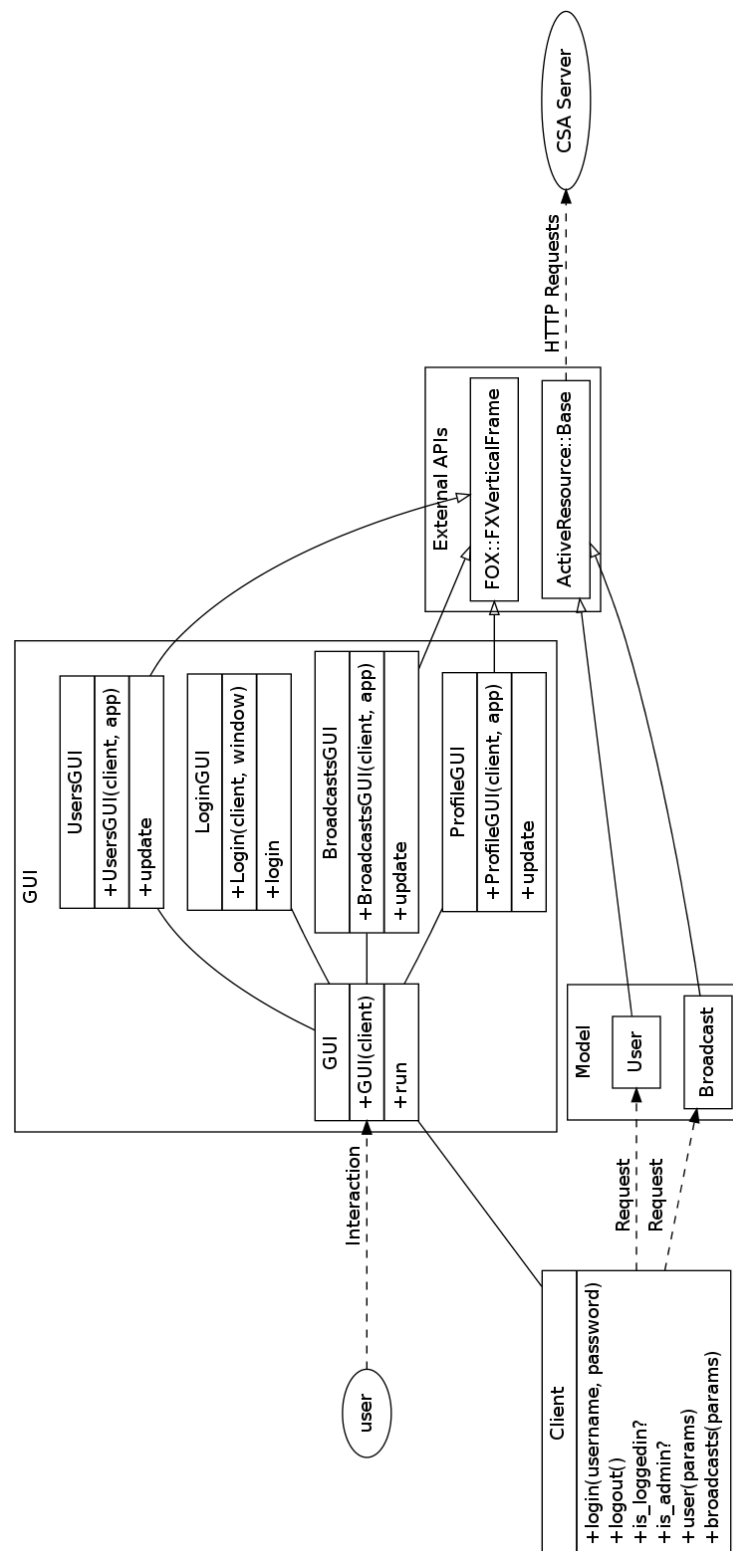 user
Interaction
Client
+login(username, password)
+logout()
+is_loggedin?
+is_admin?
+user(params)
+broadcasts(params)
Request
Request
GUI
GUI
+GUI(client)
+run
UsersGUI
+UsersGUI(client, app)
+update
LoginGUI
+Login(client, window)
+login
BroadcastsGUI
+BroadcastsGUI(client, app)
+update
ProfileGUI
+ProfileGUI(client, app)
+update
Model
User
Broadcast
External APIs
FOX::FXVerticalFrame
ActiveResource::Base
HTTP Requests
CSA Server